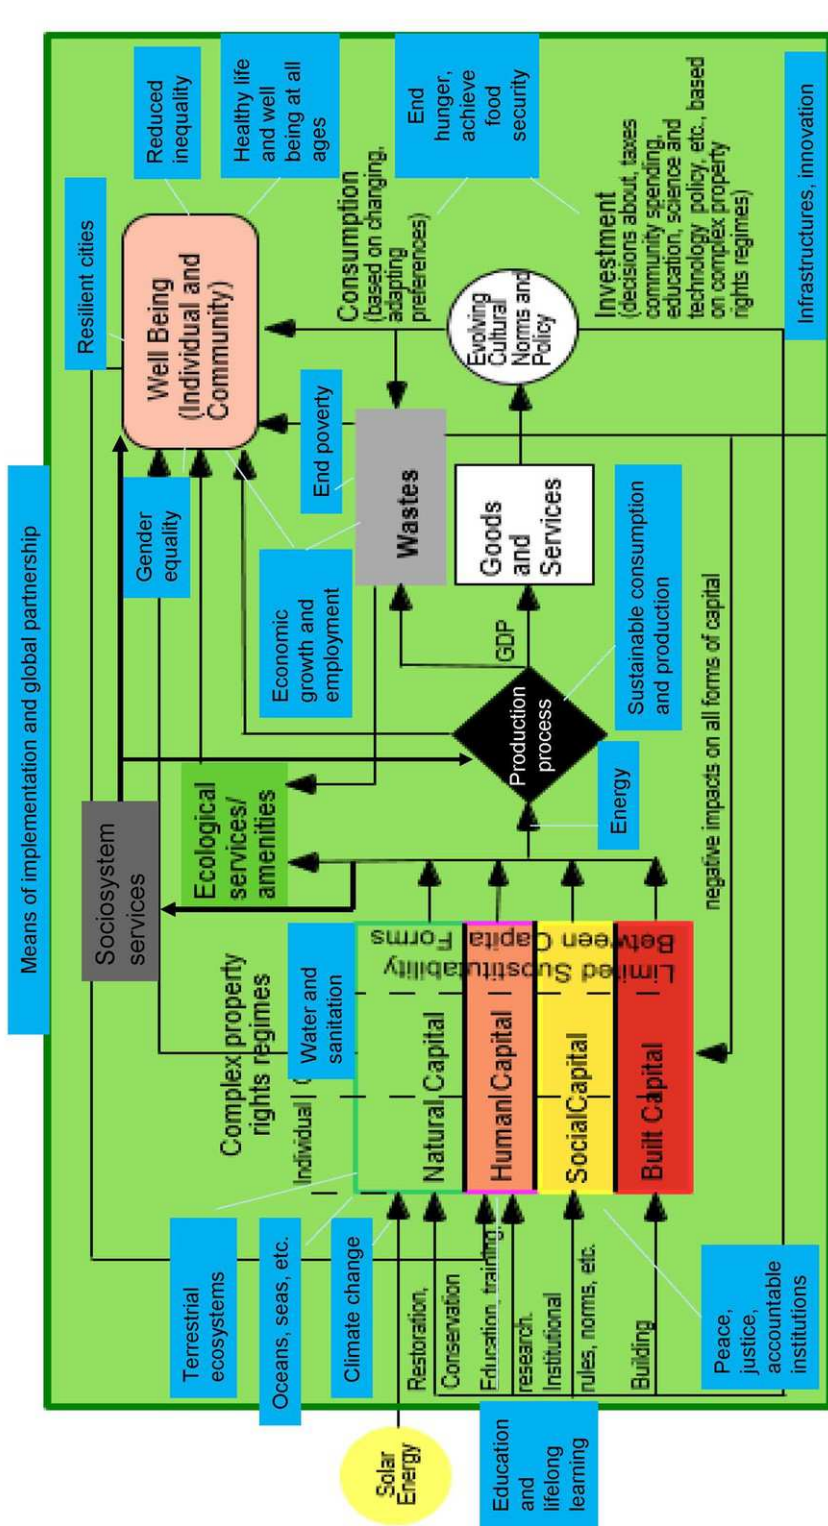 Means of implementation and global partnership
Resilient cities
Reduced
inequality
Healthy life
and well
being at all
ages
End
hunger,
achieve
food
security
Well Being
(Individual and
Community)
Consumption
(based on changing,
adapting
preferences)
Evolving
Cultural
Norms and
Policy
Investment
(decisions about, taxes
community spending,
education, science and
technology policy, etc., based
on complex property
rights regimes)
Infrastructures, innovation
Gender
equality
Economic
growth and
employment
End poverty
Wastes
Goods
and
Services
GDP
Sustainable consumption
and production
Sociosystem
services
Ecological
services/
amenities
Production
process
Energy
negative impacts on all forms of capital
Complex property
rights regimes
Individual
Water and
sanitation
Limited Substitutability
Between Capital
Forms
Natural Capital
Human Capital
Social Capital
Built Capital
Terrestrial
ecosystems
Oceans, seas, etc.
Climate change
Restoration,
Conservation
Education, training,
research.
Institutional
rules, norms, etc.
Building
Peace,
justice,
accountable
institutions
Solar
Energy
Education
and
lifelong
learning